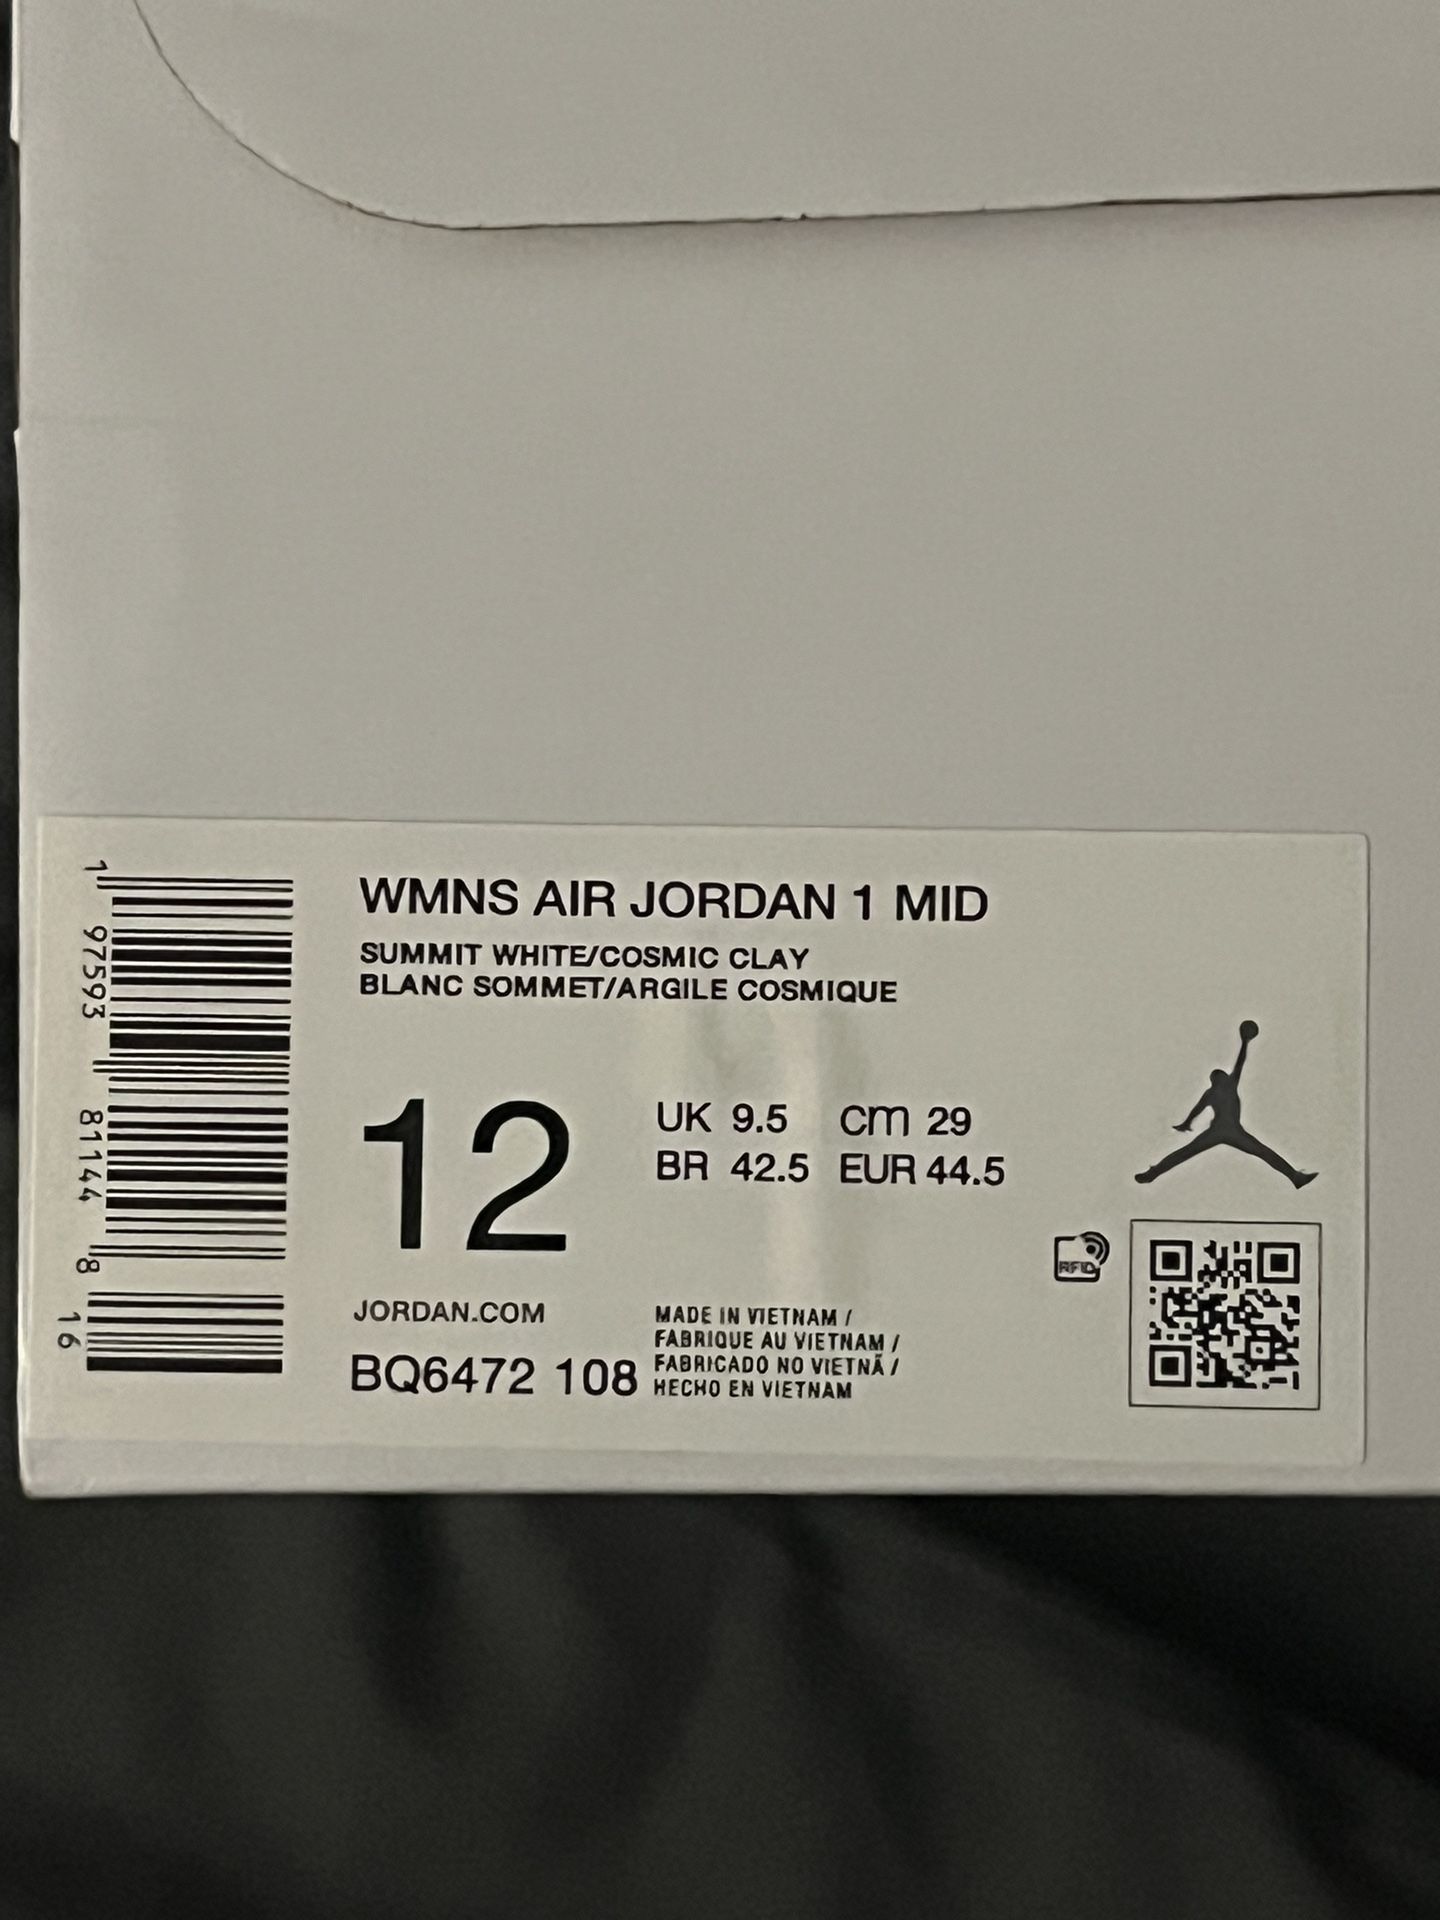 WMNS AIR JORDAN 1 MID
SUMMIT WHITE/COSMIC CLAY
BLANC SOMMET/ARGILE COSMIQUE
12
UK 9.5 cm 29
BR 42.5 EUR 44.5
RFID
JORDAN.COM
BQ6472 108
MADE IN VIETNAM /
FABRIQUE AU VIETNAM /
FABRICADO NO VIETNÃ /
HECHO EN VIETNAM
1 97593 81144 8
16